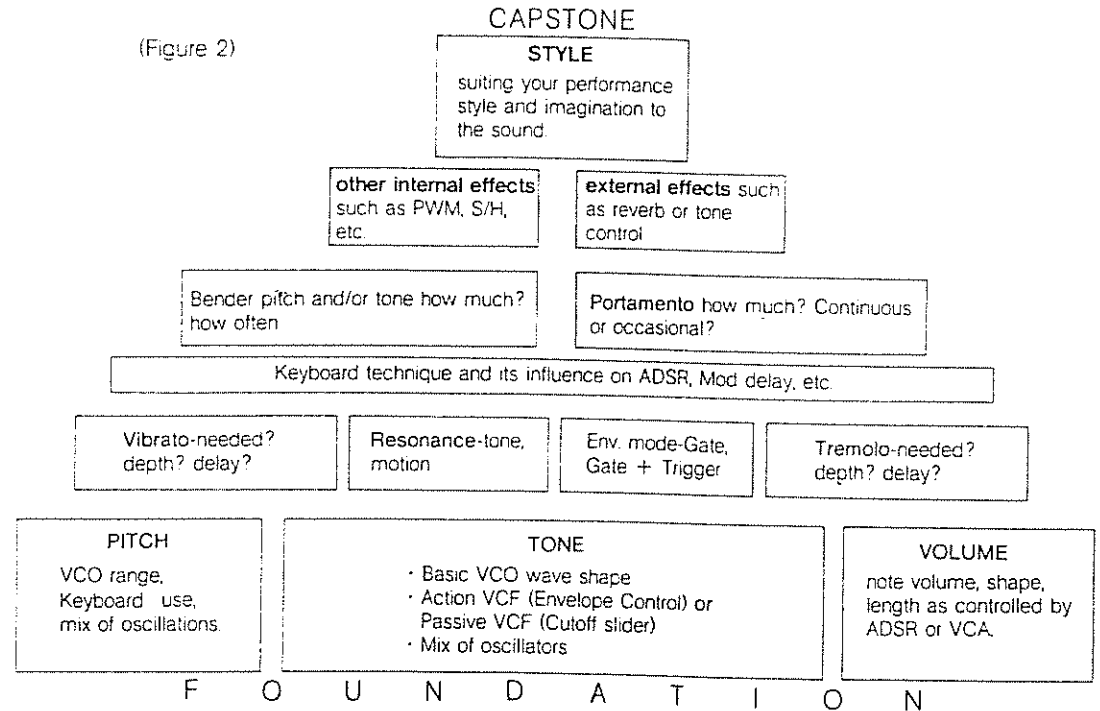 CAPSTONE
(Figure 2)
STYLE
suiting your performance
style and imagination to
the sound.
other internal effects
such as PWM, S/H,
etc.
external effects such
as reverb or tone
control
Bender pitch and/or tone how much?
how often
Portamento how much? Continuous
or occasional?
Keyboard technique and its influence on ADSR, Mod delay, etc.
Vibrato-needed?
depth? delay?
Resonance-tone,
motion
Env. mode-Gate,
Gate + Trigger
Tremolo-needed?
depth? delay?
PITCH
VCO range,
Keyboard use,
mix of oscillations.
TONE
· Basic VCO wave shape
· Action VCF (Envelope Control) or
Passive VCF (Cutoff slider)
· Mix of oscillators
VOLUME
note volume, shape,
length as controlled by
ADSR or VCA.
F O U N D A T I O N